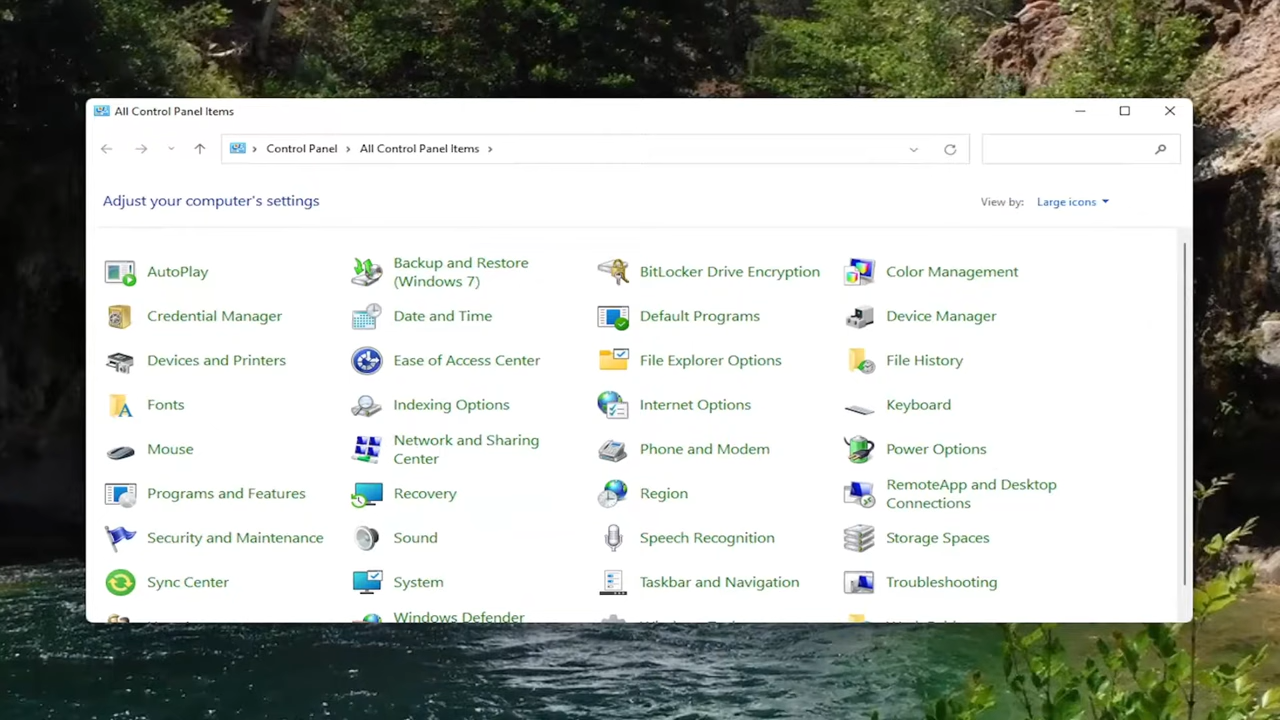 All Control Panel Items
Control Panel
All Control Panel Items
Adjust your computer's settings
View by:
Large icons
AutoPlay
Backup and Restore
(Windows 7)
BitLocker Drive Encryption
Color Management
Credential Manager
Date and Time
Default Programs
Device Manager
Devices and Printers
Ease of Access Center
File Explorer Options
File History
Fonts
Indexing Options
Internet Options
Keyboard
Mouse
Network and Sharing
Center
Phone and Modem
Power Options
Programs and Features
Recovery
Region
RemoteApp and Desktop
Connections
Security and Maintenance
Sound
Speech Recognition
Storage Spaces
Sync Center
System
Taskbar and Navigation
Troubleshooting
Windows Defender